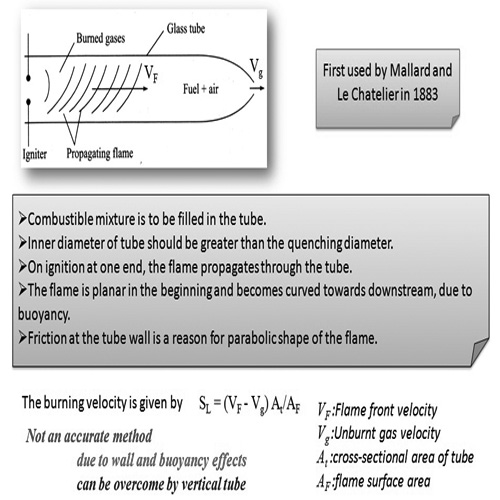 Burned gases
Glass tube
V_F
V_g
Fuel + air
Igniter
Propagating flame
First used by Mallard and
Le Chatelier in 1883
➤Combustible mixture is to be filled in the tube.
➤Inner diameter of tube should be greater than the quenching diameter.
➤On ignition at one end, the flame propagates through the tube.
➤The flame is planar in the beginning and becomes curved towards downstream, due to
buoyancy.
➤Friction at the tube wall is a reason for parabolic shape of the flame.
The burning velocity is given by S_L = (V_F - V_g) A_t/A_F
Not an accurate method
due to wall and buoyancy effects
can be overcome by vertical tube
V_F:Flame front velocity
V_g:Unburnt gas velocity
A_t:cross-sectional area of tube
A_F:flame surface area